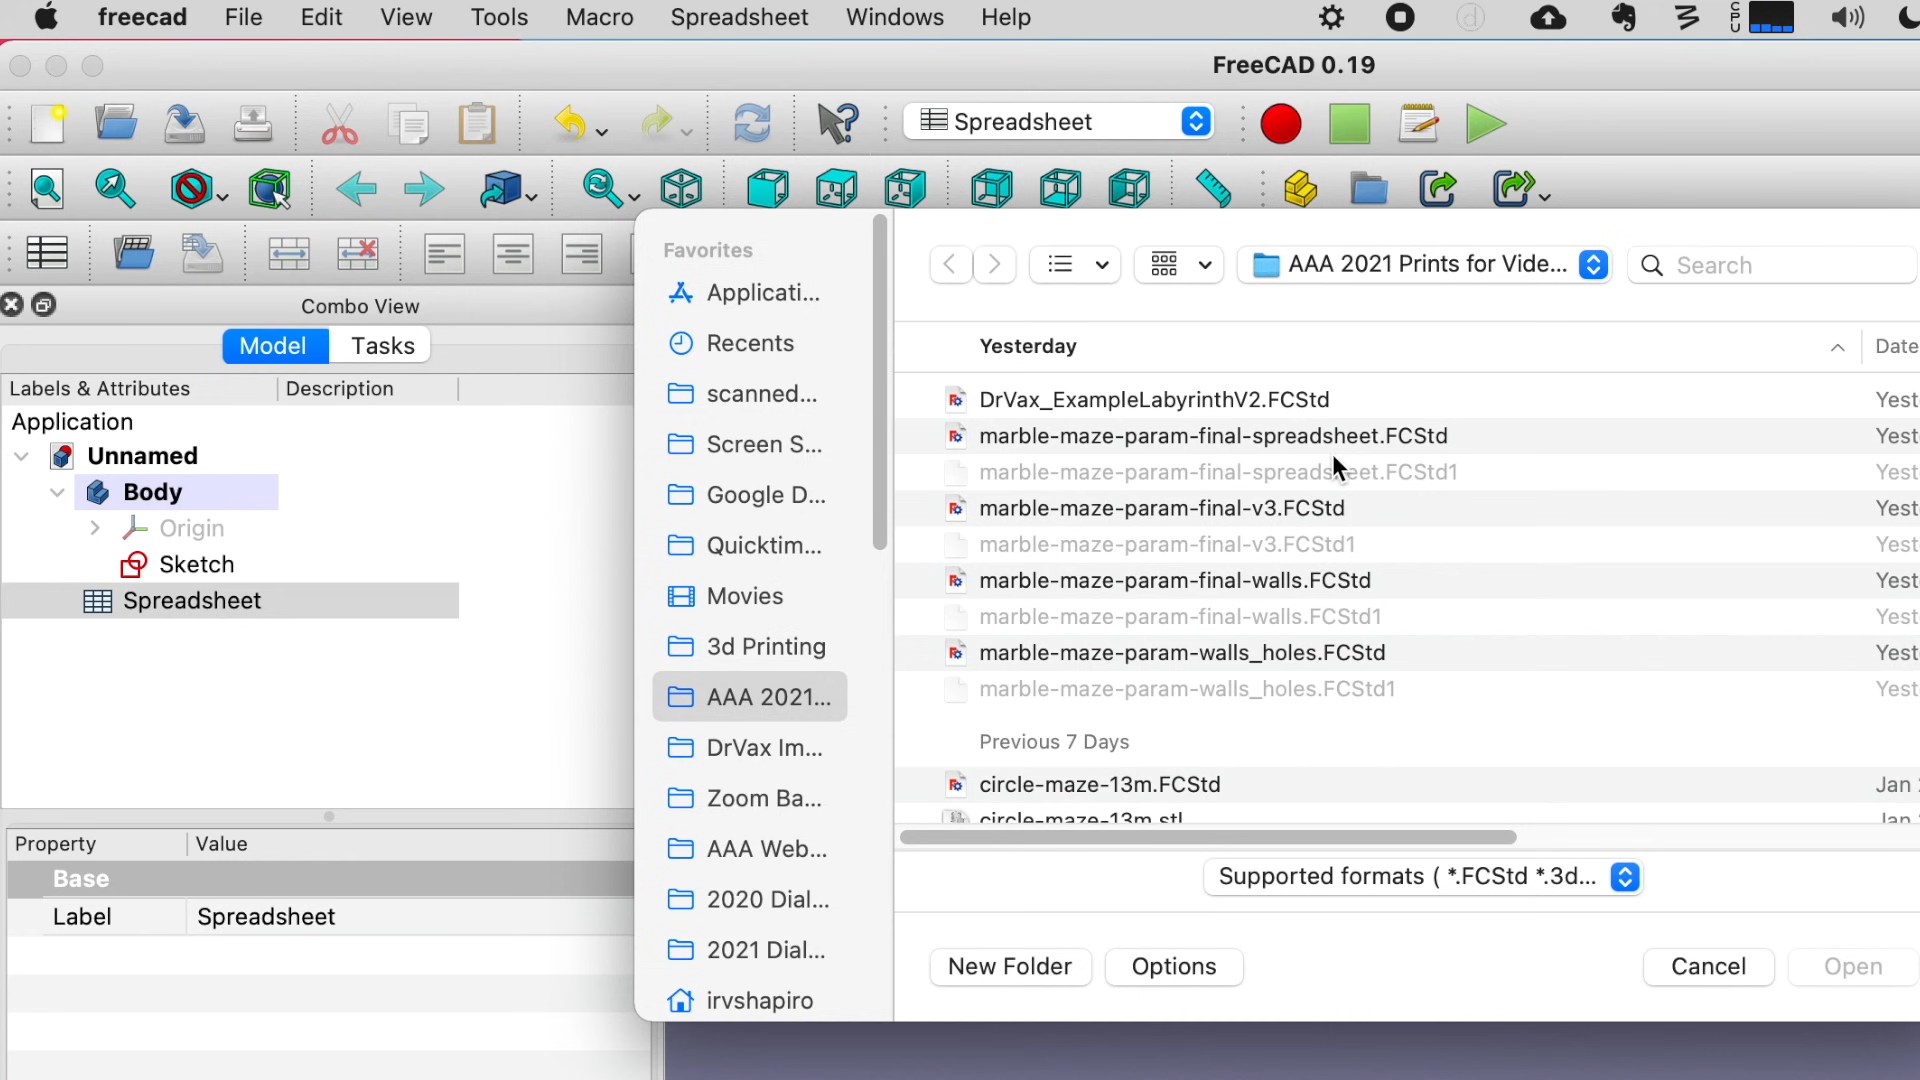 freecad File Edit View Tools Macro Spreadsheet Windows Help CPU
FreeCAD 0.19
Spreadsheet
Combo View
Model Tasks
Labels & Attributes Description
Application
Unnamed
Body
Origin
Sketch
Spreadsheet
Property Value
Base
Label Spreadsheet
Favorites
Applicati...
Recents
scanned...
Screen S...
Google D...
Quicktim...
Movies
3d Printing
AAA 2021...
DrVax Im...
Zoom Ba...
AAA Web...
2020 Dial...
2021 Dial...
irvshapiro
AAA 2021 Prints for Vide... Search
Yesterday Date
DrVax_ExampleLabyrinthV2.FCStd Yest
marble-maze-param-final-spreadsheet.FCStd Yest
marble-maze-param-final-spreadsheet.FCStd1 Yest
marble-maze-param-final-v3.FCStd Yest
marble-maze-param-final-v3.FCStd1 Yest
marble-maze-param-final-walls.FCStd Yest
marble-maze-param-final-walls.FCStd1 Yest
marble-maze-param-walls_holes.FCStd Yest
marble-maze-param-walls_holes.FCStd1 Yest
Previous 7 Days
circle-maze-13m.FCStd Jan
circle-maze-13m.stl Jan
Supported formats ( *.FCStd *.3d...
New Folder Options Cancel Open